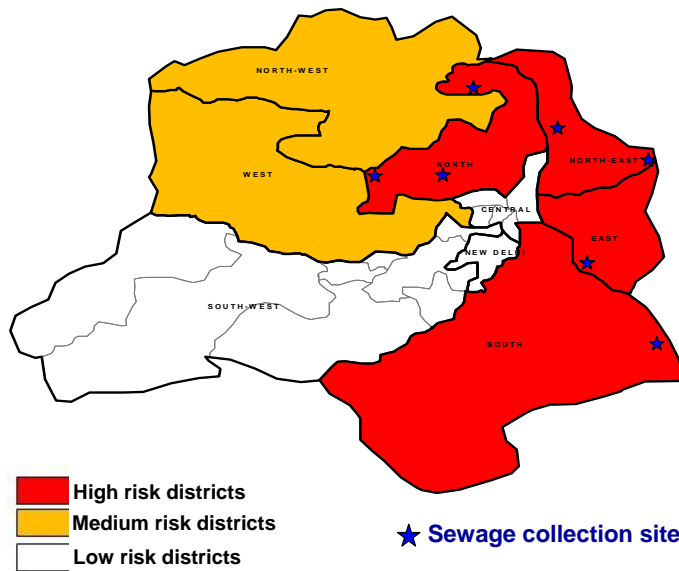 NORTH-WEST
WEST
NORTH
NORTH-EAST
CENTRAL
EAST
NEW DELHI
SOUTH-WEST
SOUTH
High risk districts
Medium risk districts
Low risk districts
Sewage collection site